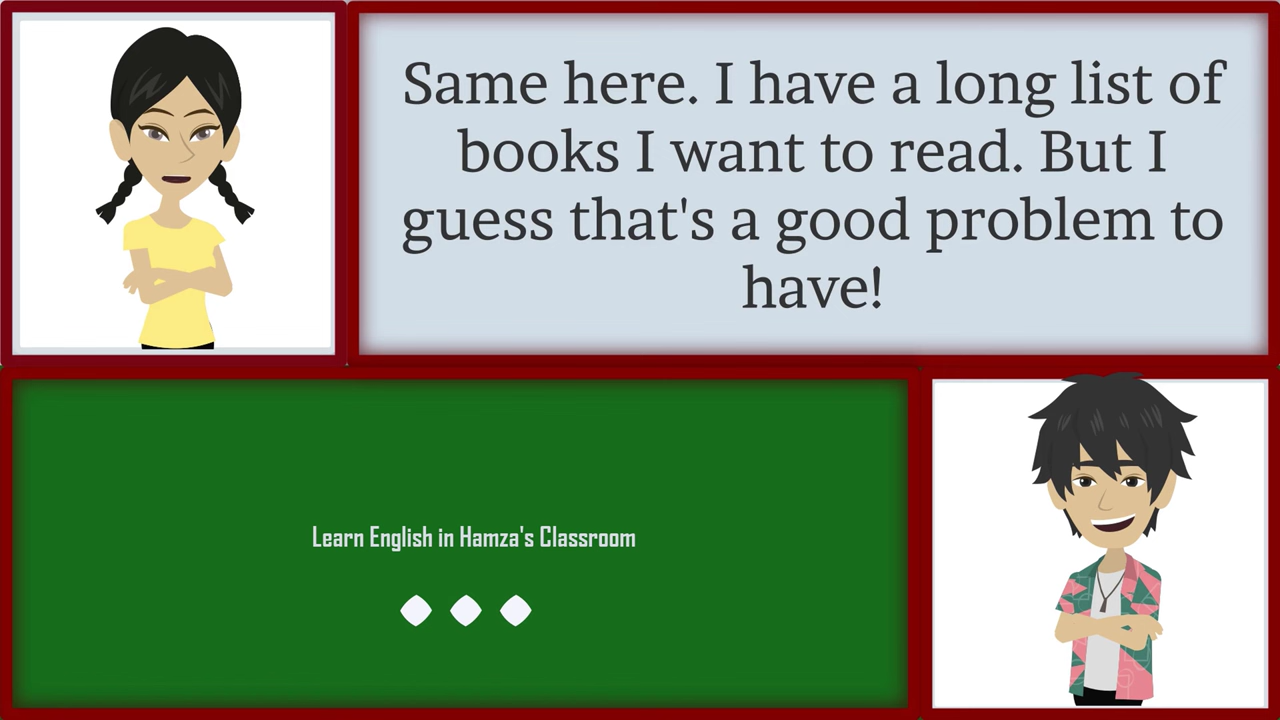 Same here. I have a long list of
books I want to read. But I
guess that's a good problem to
have!
Learn English in Hamza's Classroom